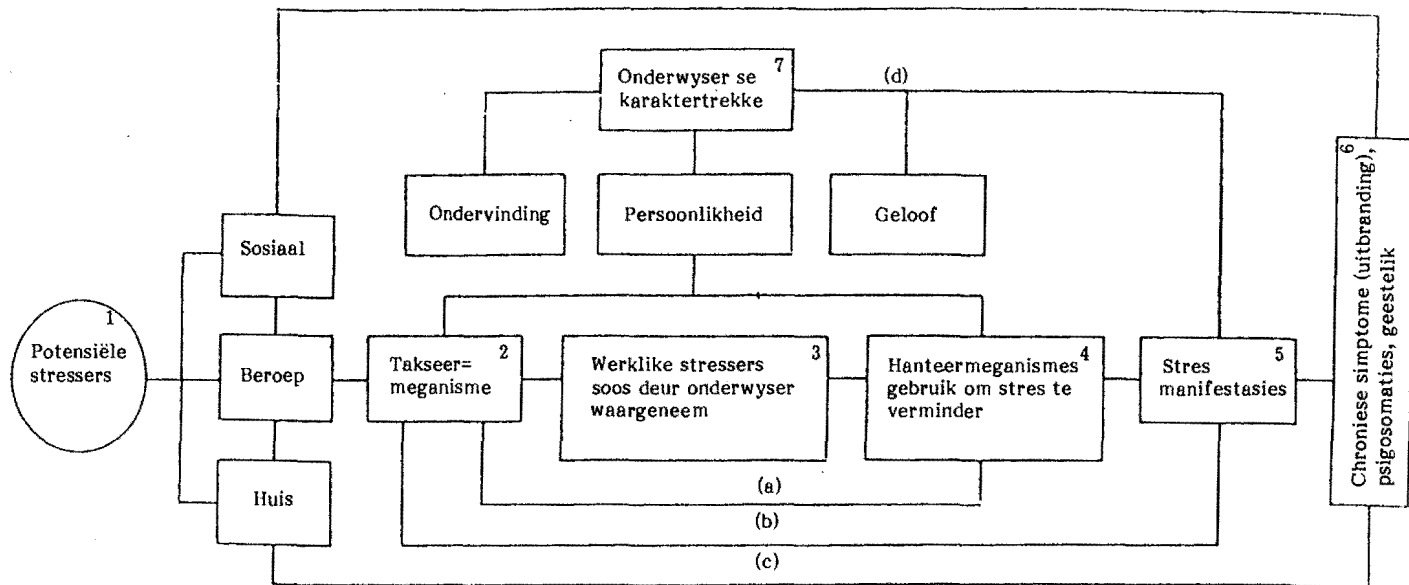 7
Onderwyser se
karaktertrekke
(d)
Ondervinding
Persoonlikheid
Geloof
Sosiaal
1
Potensiële
stressers
Beroep
Huis
2
Takseer=
meganisme
3
Werklike stressers
soos deur onderwyser
waargeneem
4
Hanteermeganismes
gebruik om stres te
verminder
5
Stres
manifestasies
6
Chroniese simptome (uitbranding),
psigosomaties, geestelik
(a)
(b)
(c)